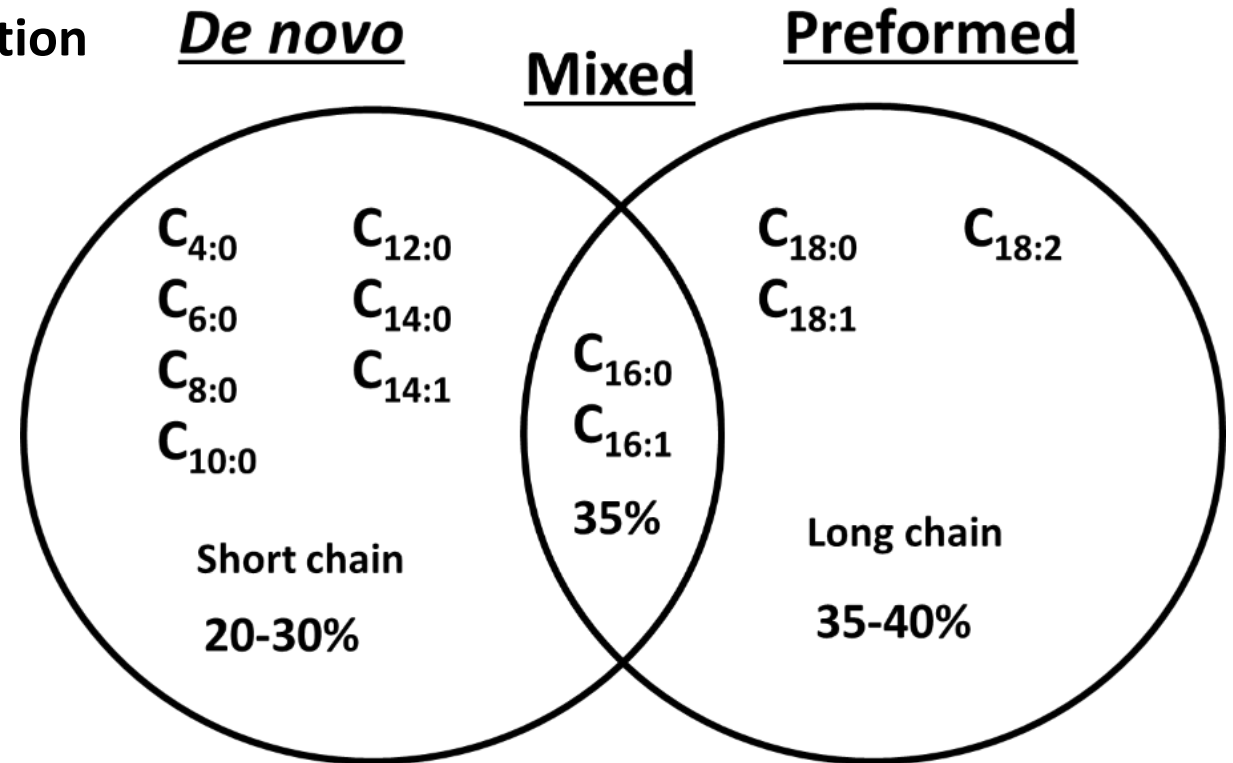 tion
De novo
Mixed
Preformed
C4:0
C6:0
C8:0
C10:0
C12:0
C14:0
C14:1
Short chain
20-30%
C16:0
C16:1
35%
C18:0
C18:1
C18:2
Long chain
35-40%